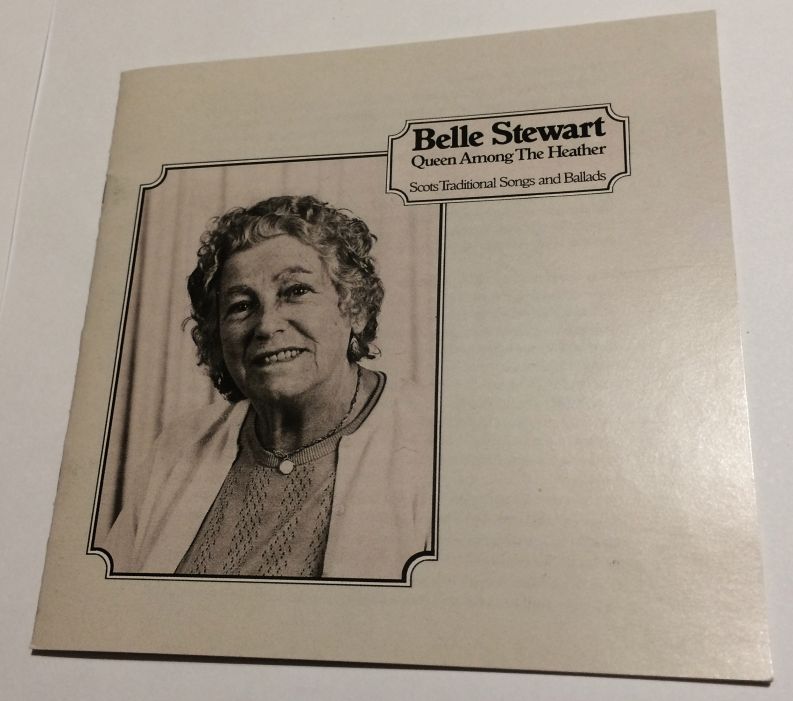 Belle Stewart
Queen Among The Heather
Scots Traditional Songs and Ballads